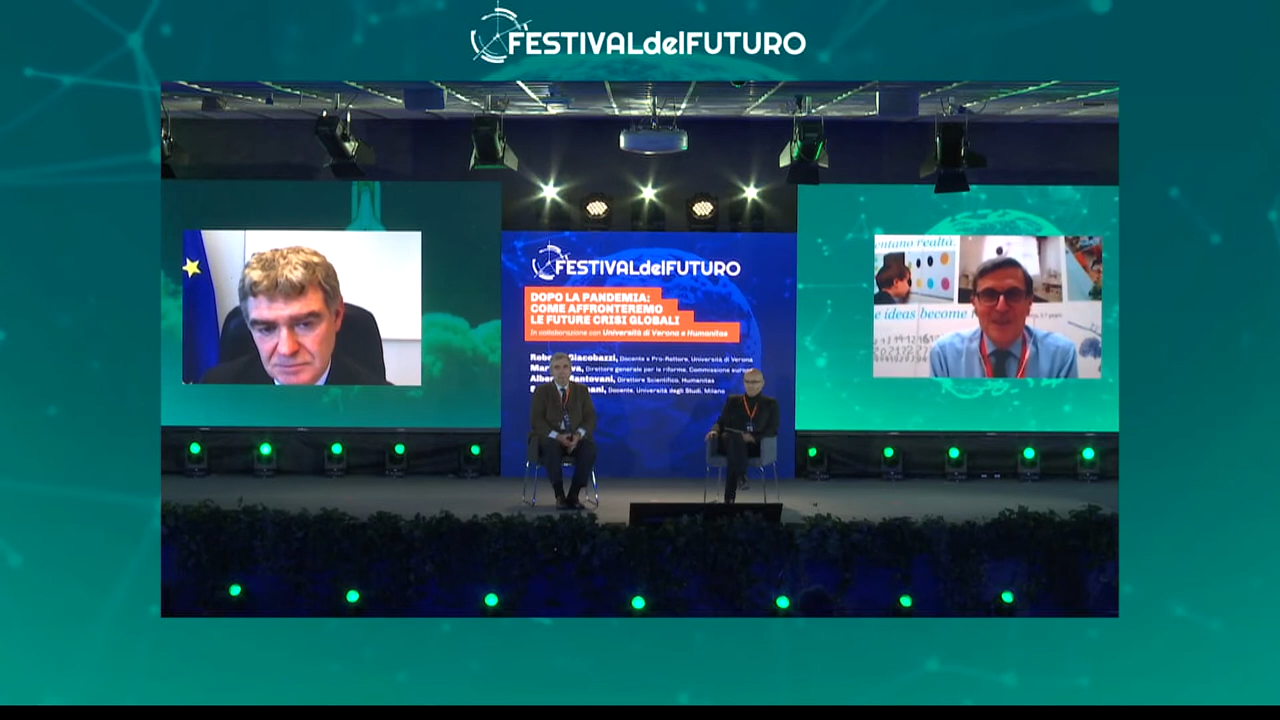 FESTIVALdelFUTURO
FESTIVALdelFUTURO
DOPO LA PANDEMIA:
COME AFFRONTEREMO
LE FUTURE CRISI GLOBALI
In collaborazione con Università di Verona e Humanitas
Giacobazzi, Docente e Pro-Rettore, Università di Verona
Direttore generale per le riforme, Commissione
Mantovani, Direttore Scientifico, Humanitas
Docente, Università degli Studi, Milano
entano realtà.
e ideas become